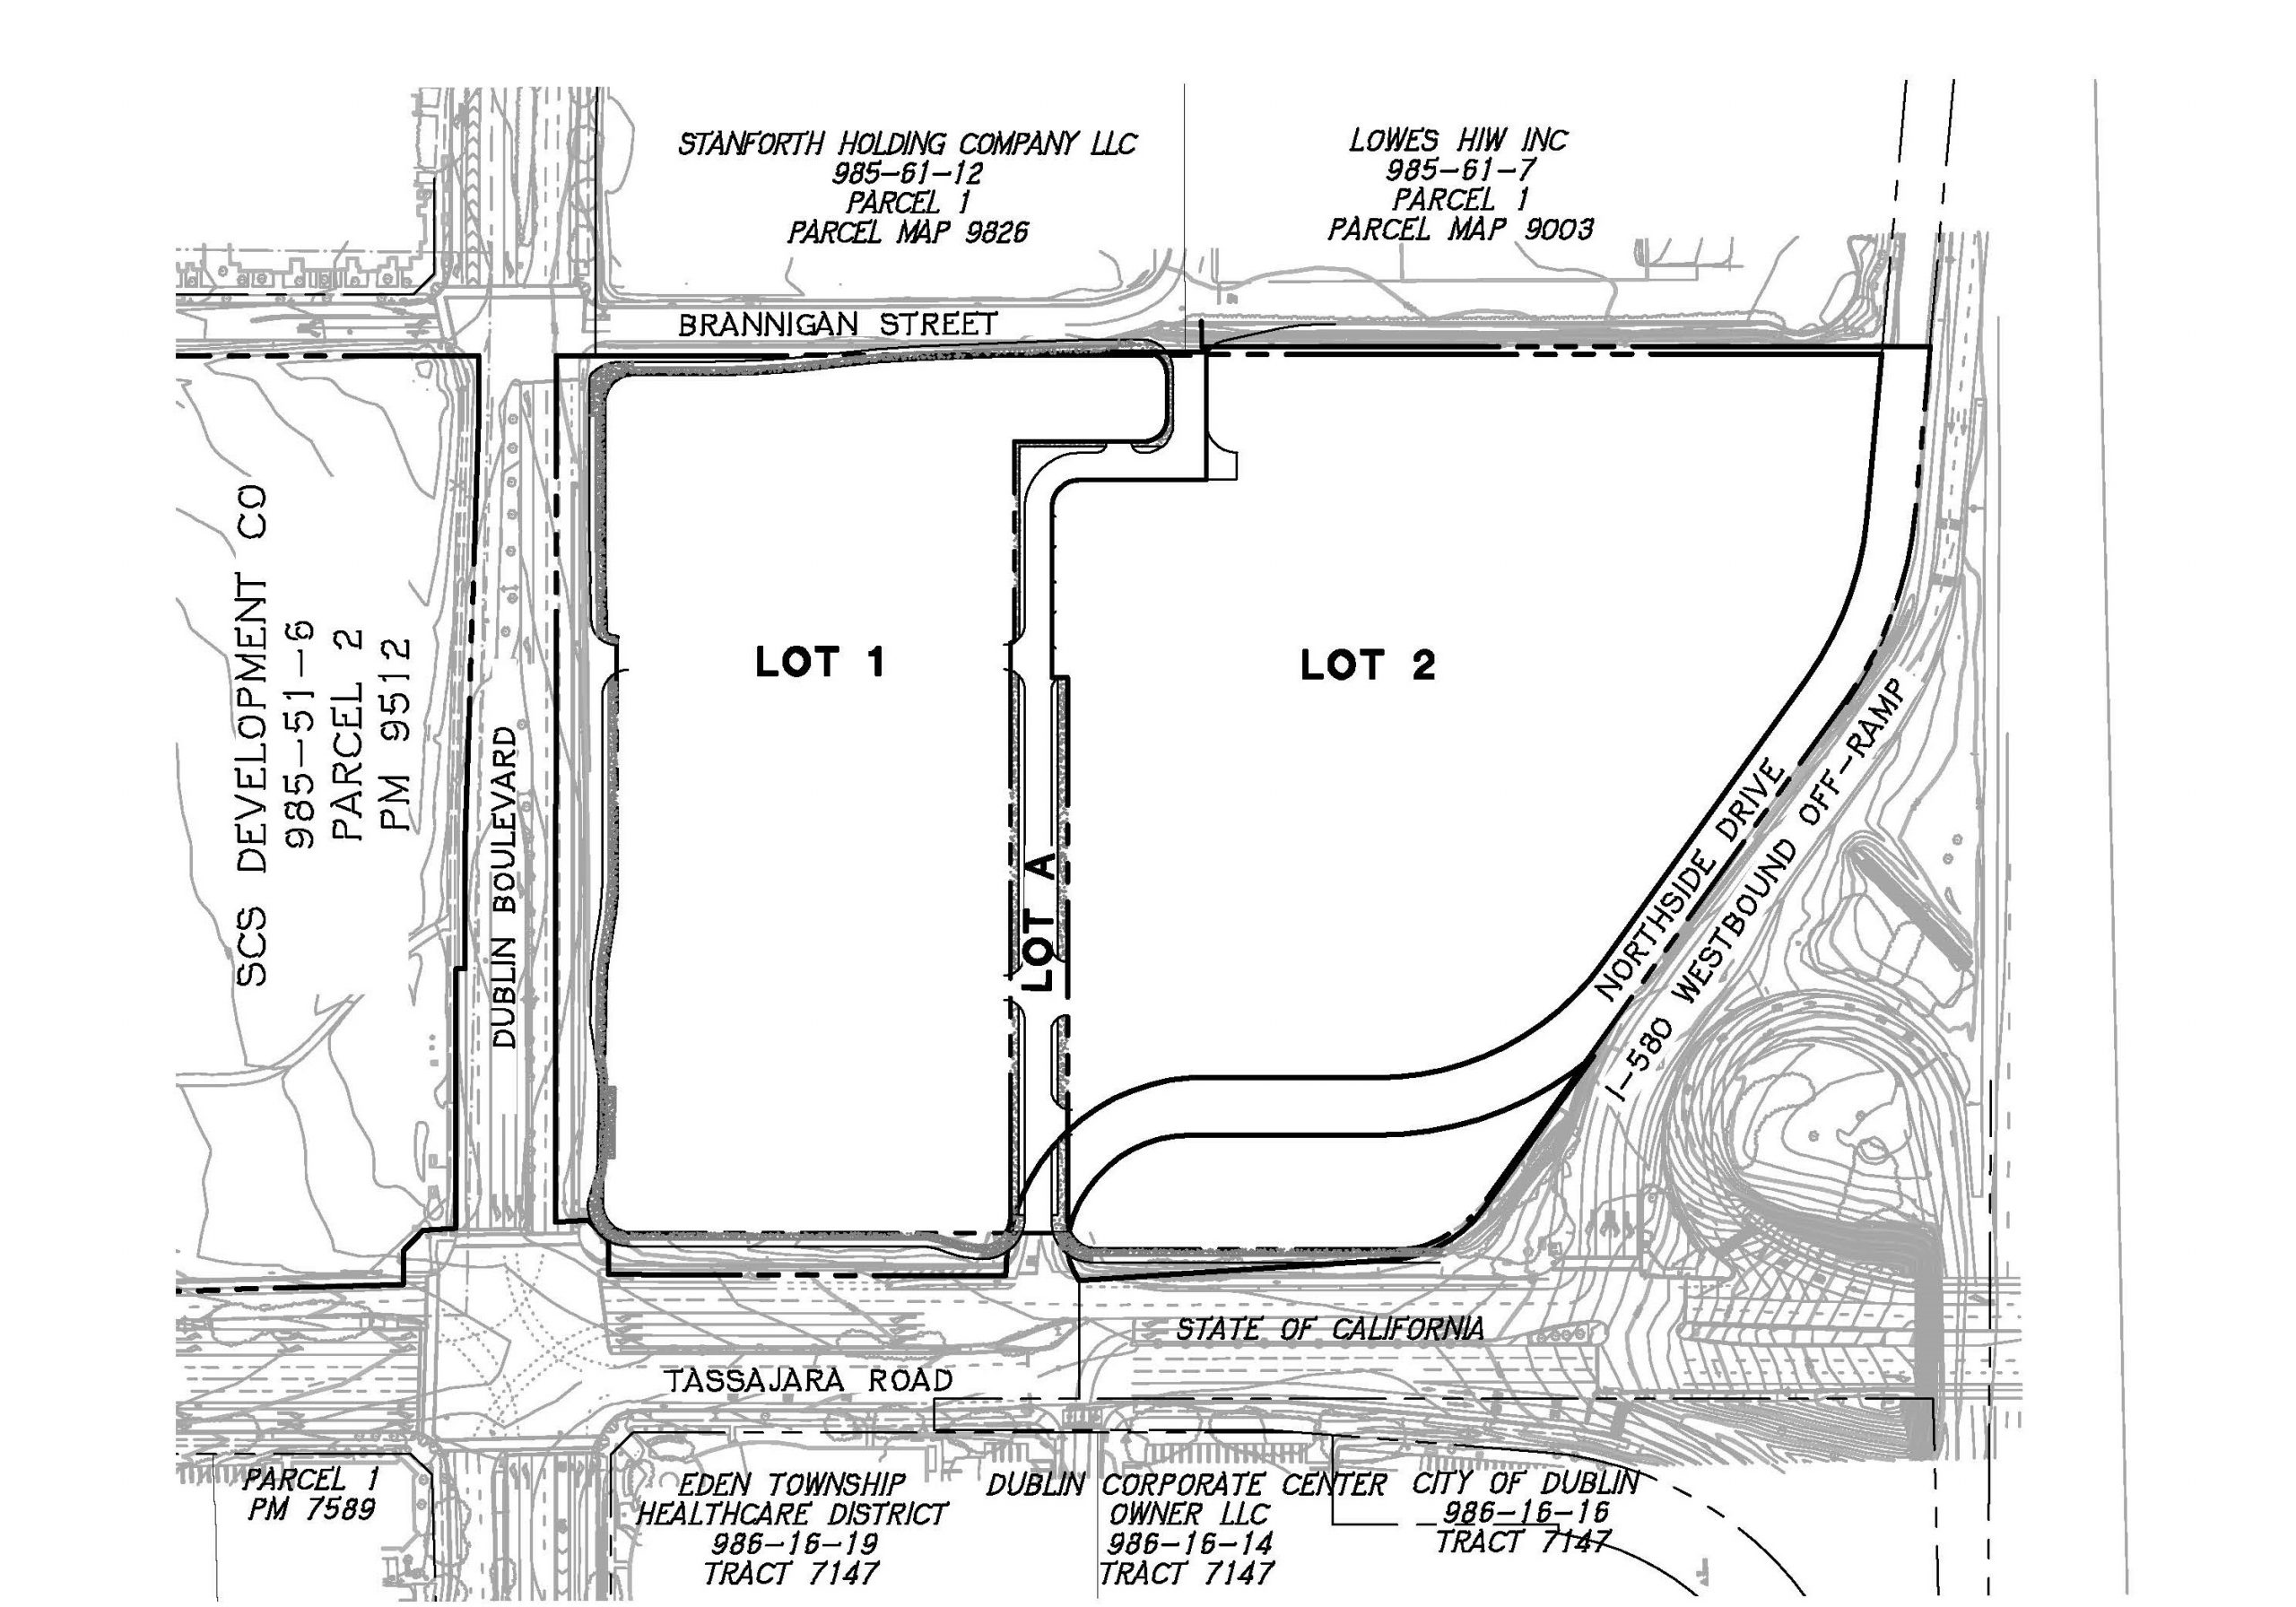 STANFORTH HOLDING COMPANY LLC
985-61-12
PARCEL 1
PARCEL MAP 9826
LOWES HIW INC
985-61-7
PARCEL 1
PARCEL MAP 9003
BRANNIGAN STREET
SCS DEVELOPMENT CO
985-51-6
PARCEL 2
PM 9512
DUBLIN BOULEVARD
LOT 1
LOT A
LOT 2
NORTHSIDE DRIVE
I-580 WESTBOUND OFF-RAMP
STATE OF CALIFORNIA
TASSAJARA ROAD
PARCEL 1
PM 7589
EDEN TOWNSHIP
HEALTHCARE DISTRICT
986-16-19
TRACT 7147
DUBLIN CORPORATE CENTER
OWNER LLC
986-16-14
TRACT 7147
CITY OF DUBLIN
986-16-16
TRACT 7147